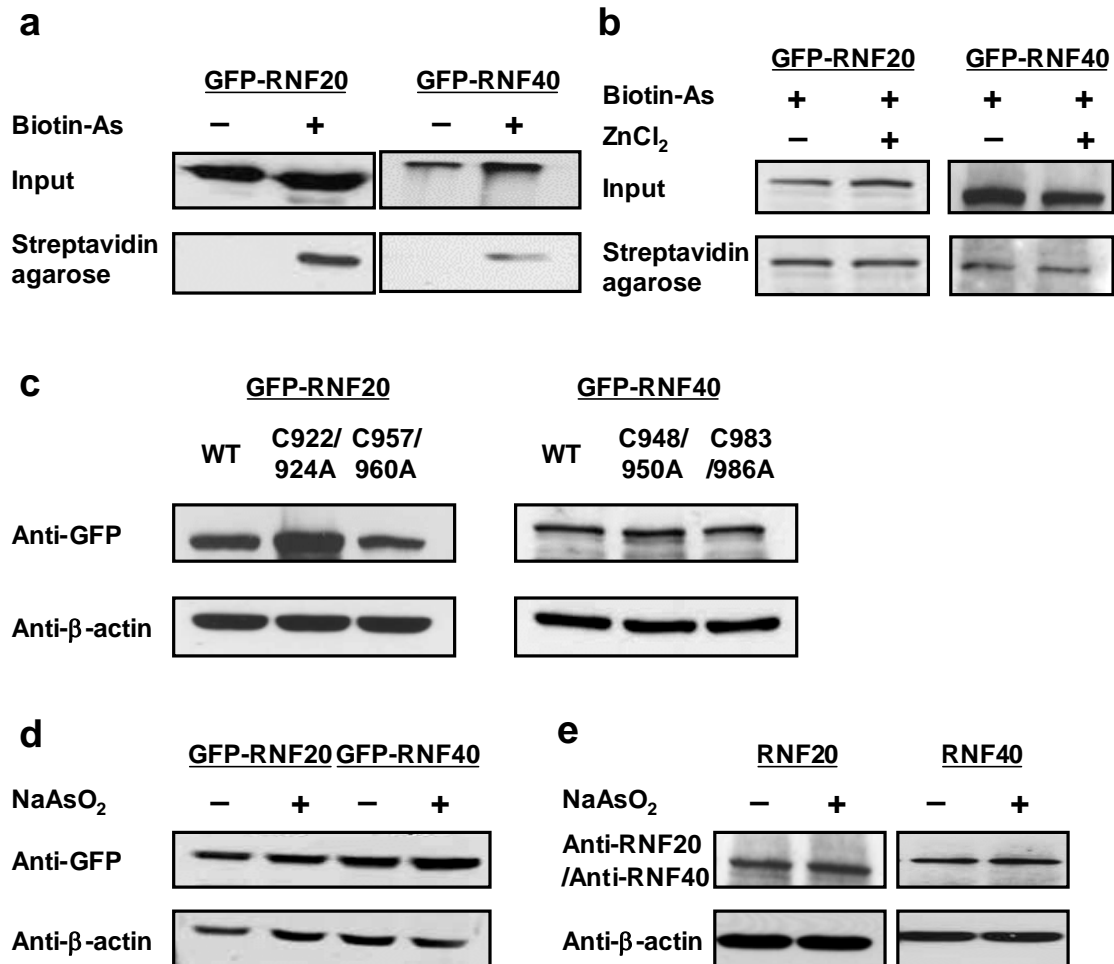 a
GFP-RNF20 GFP-RNF40
Biotin-As − + − +
Input
Streptavidin
agarose
b
GFP-RNF20 GFP-RNF40
Biotin-As + + + +
ZnCl₂ − + − +
Input
Streptavidin
agarose
c
GFP-RNF20 GFP-RNF40
WT C922/ C957/ WT C948/ C983
924A 960A 950A /986A
Anti-GFP
Anti-β-actin
d
GFP-RNF20 GFP-RNF40
NaAsO₂ − + − +
Anti-GFP
Anti-β-actin
e
RNF20 RNF40
NaAsO₂ − + − +
Anti-RNF20
/Anti-RNF40
Anti-β-actin